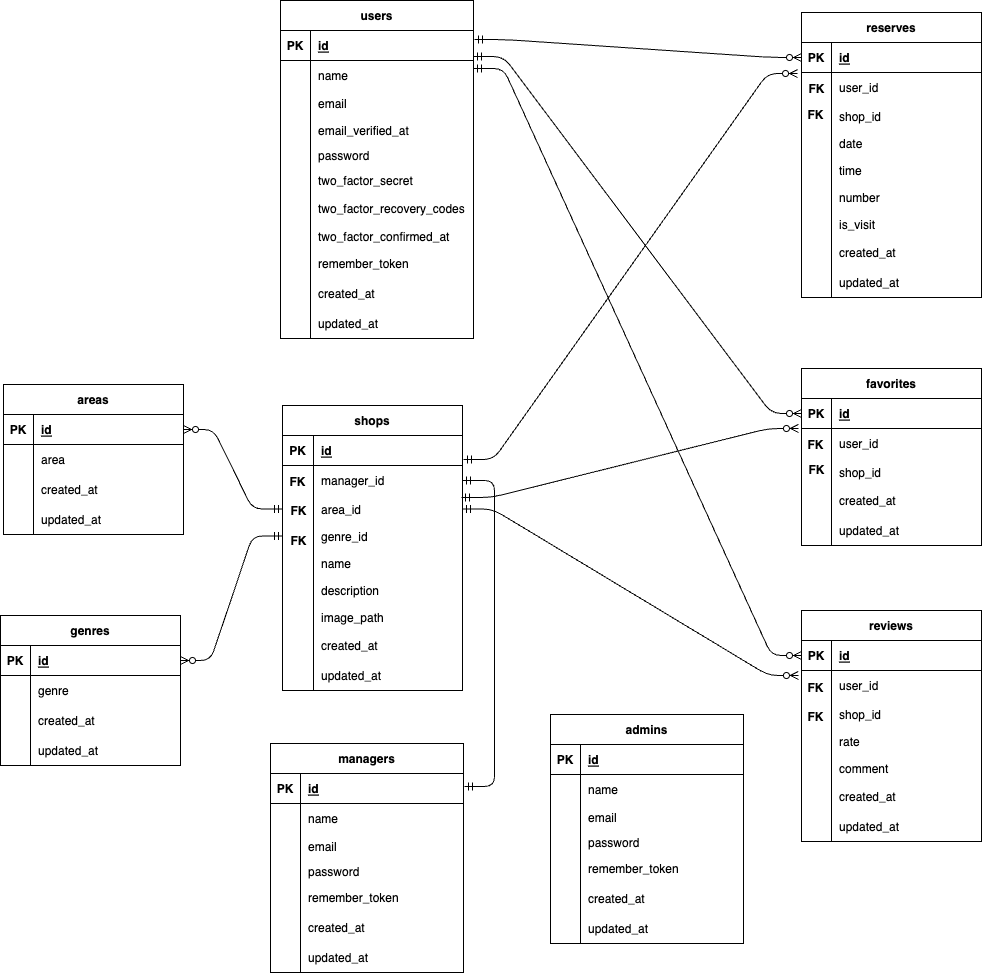 users
PK id
name
email
email_verified_at
password
two_factor_secret
two_factor_recovery_codes
two_factor_confirmed_at
remember_token
created_at
updated_at
reserves
PK id
FK user_id
FK shop_id
date
time
number
is_visit
created_at
updated_at
areas
PK id
area
created_at
updated_at
shops
PK id
FK manager_id
FK area_id
FK genre_id
name
description
image_path
created_at
updated_at
favorites
PK id
FK user_id
FK shop_id
created_at
updated_at
genres
PK id
genre
created_at
updated_at
reviews
PK id
FK user_id
FK shop_id
rate
comment
created_at
updated_at
managers
PK id
name
email
password
remember_token
created_at
updated_at
admins
PK id
name
email
password
remember_token
created_at
updated_at